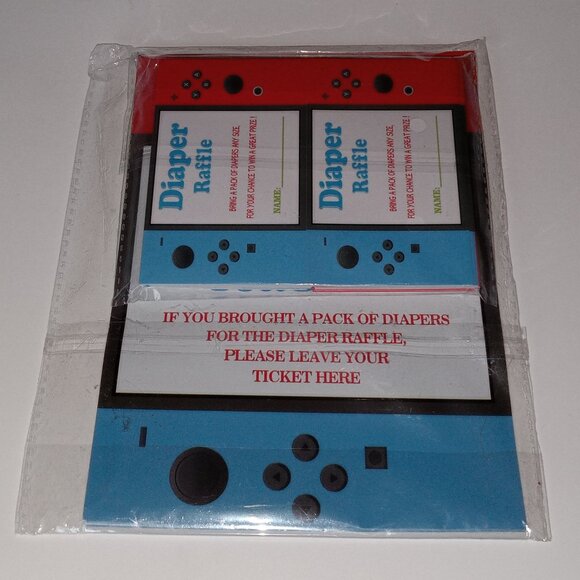 Diaper
Raffle
BRING A PACK OF DIAPERS ANY SIZE,
FOR YOUR CHANCE TO WIN A GREAT PRIZE !
NAME:
Diaper
Raffle
BRING A PACK OF DIAPERS ANY SIZE,
FOR YOUR CHANCE TO WIN A GREAT PRIZE !
NAME:
IF YOU BROUGHT A PACK OF DIAPERS
FOR THE DIAPER RAFFLE,
PLEASE LEAVE YOUR
TICKET HERE